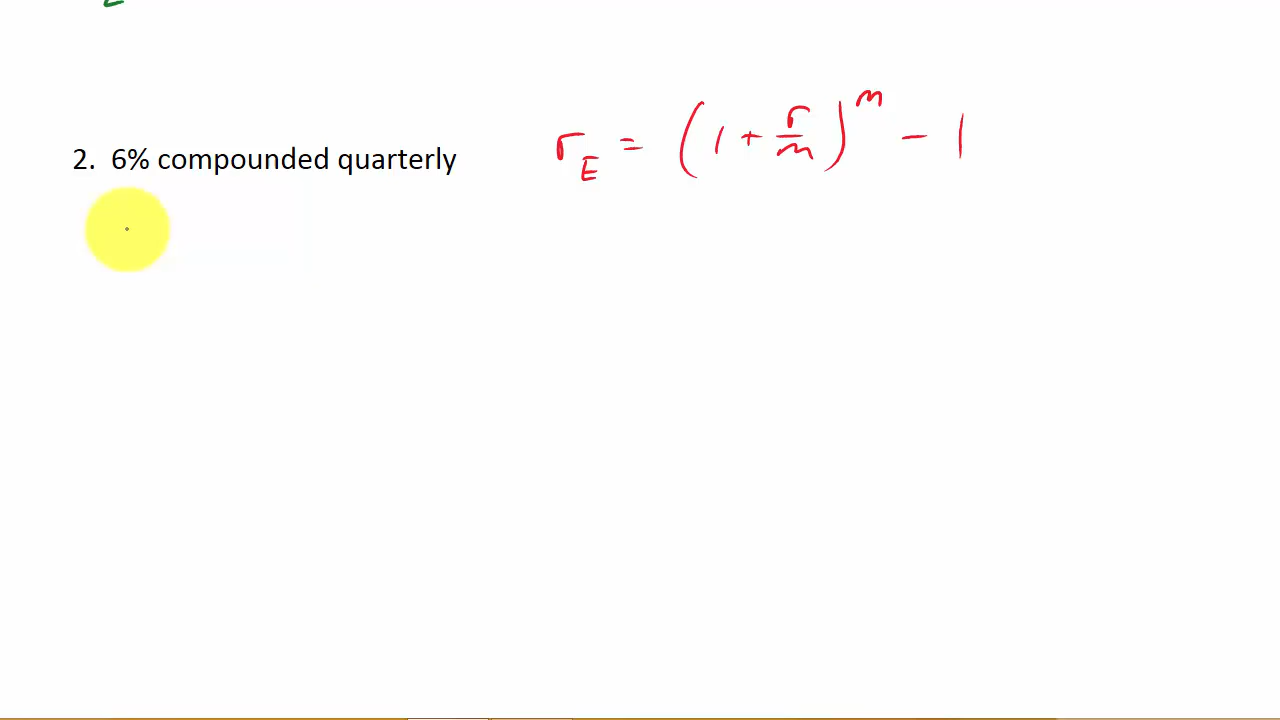 2. 6% compounded quarterly
r_E = (1 + r/m)^m - 1